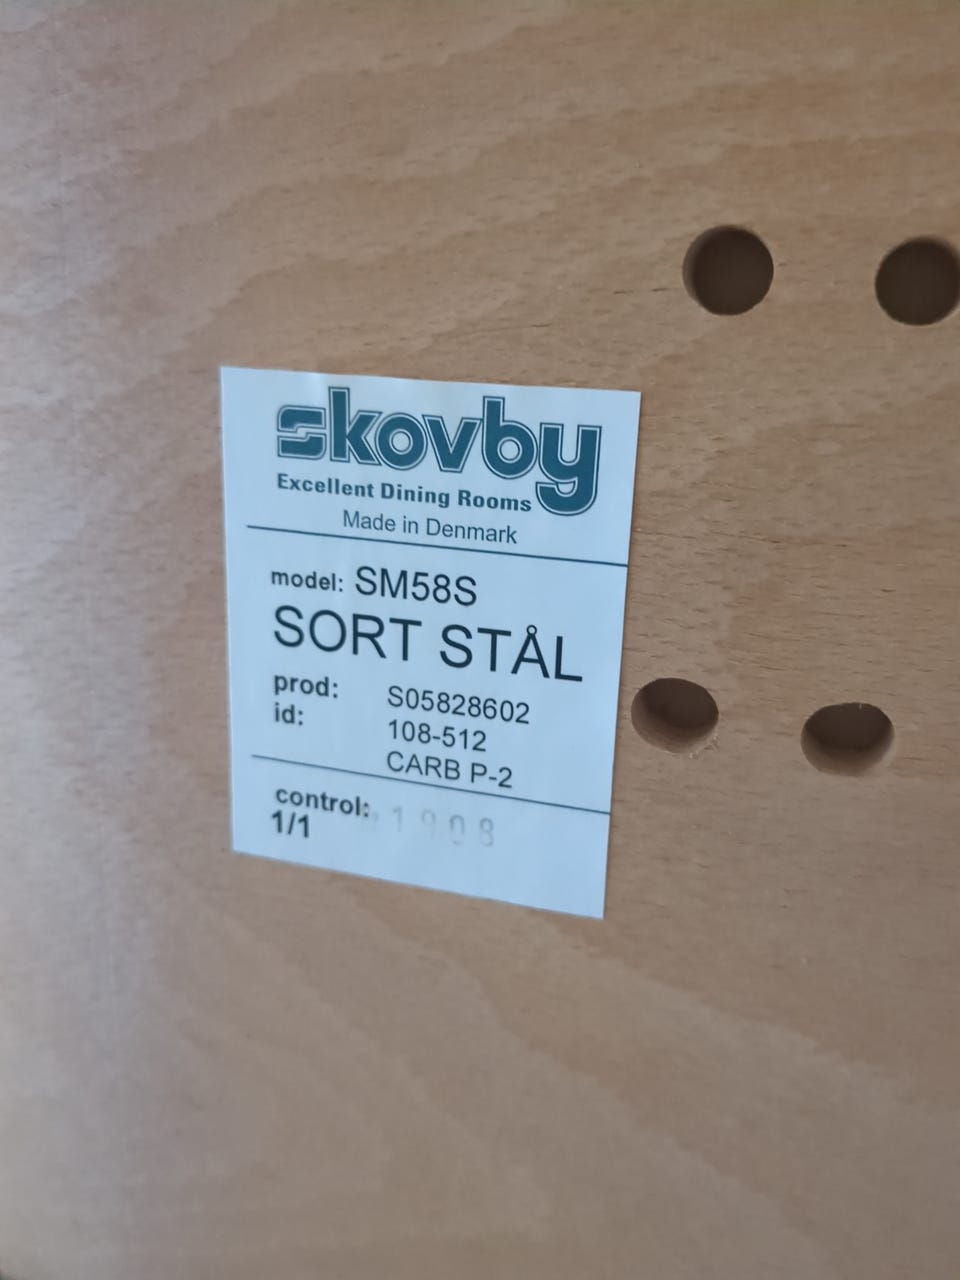 skovby
Excellent Dining Rooms
Made in Denmark
model: SM58S
SORT STÅL
prod: S05828602
id: 108-512
CARB P-2
control: 1908
1/1